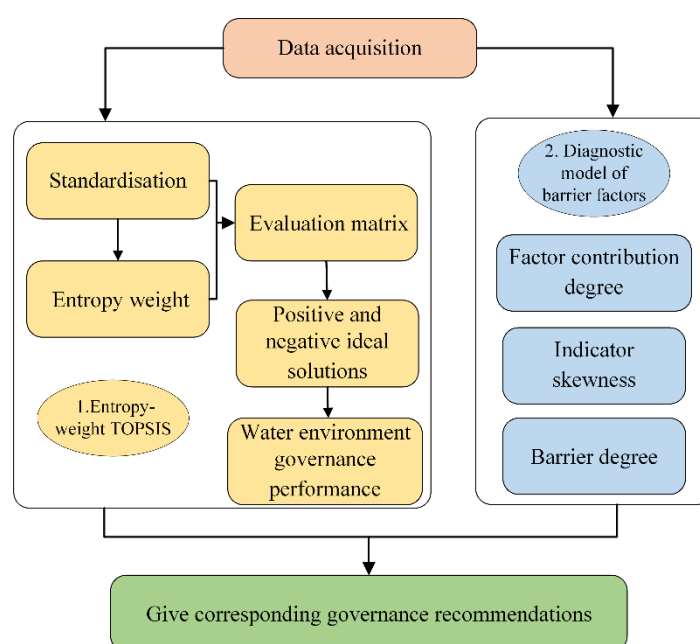 Data acquisition
Standardisation
Entropy weight
Evaluation matrix
Positive and
negative ideal
solutions
1.Entropy-
weight TOPSIS
Water environment
governance
performance
2. Diagnostic
model of
barrier factors
Factor contribution
degree
Indicator
skewness
Barrier degree
Give corresponding governance recommendations